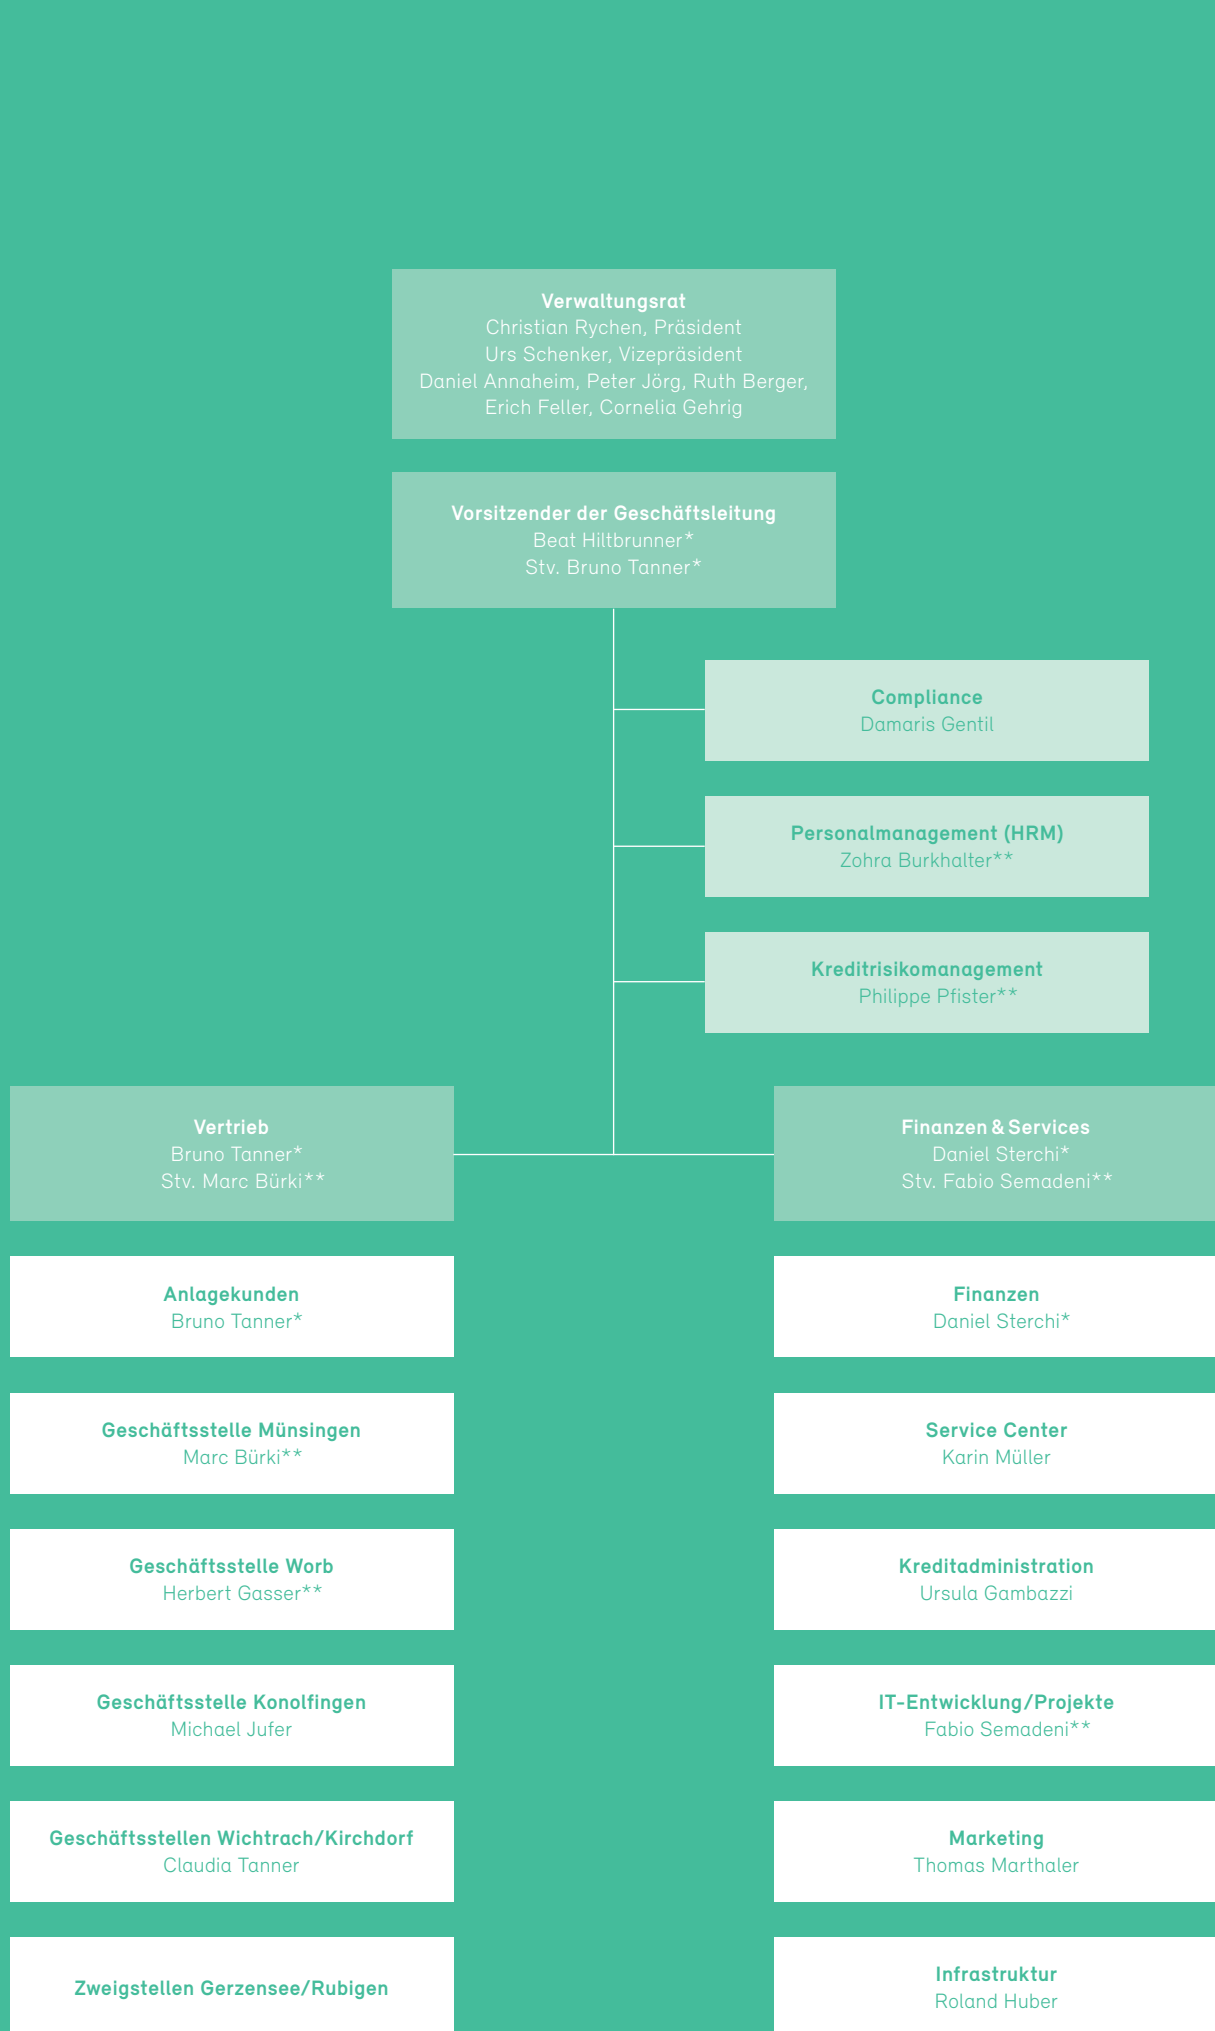 Verwaltungsrat
Christian Rychen, Präsident
Urs Schenker, Vizepräsident
Daniel Annaheim, Peter Jörg, Ruth Berger,
Erich Feller, Cornelia Gehrig
Vorsitzender der Geschäftsleitung
Beat Hiltbrunner*
Stv. Bruno Tanner*
Compliance
Damaris Gentil
Personalmanagement (HRM)
Zohra Burkhalter**
Kreditrisikomanagement
Philippe Pfister**
Vertrieb
Bruno Tanner*
Stv. Marc Bürki**
Anlagekunden
Bruno Tanner*
Geschäftsstelle Münsingen
Marc Bürki**
Geschäftsstelle Worb
Herbert Gasser**
Geschäftsstelle Konolfingen
Michael Jufer
Geschäftsstellen Wichtrach/Kirchdorf
Claudia Tanner
Zweigstellen Gerzensee/Rubigen
Finanzen & Services
Daniel Sterchi*
Stv. Fabio Semadeni**
Finanzen
Daniel Sterchi*
Service Center
Karin Müller
Kreditadministration
Ursula Gambazzi
IT-Entwicklung/Projekte
Fabio Semadeni**
Marketing
Thomas Marthaler
Infrastruktur
Roland Huber